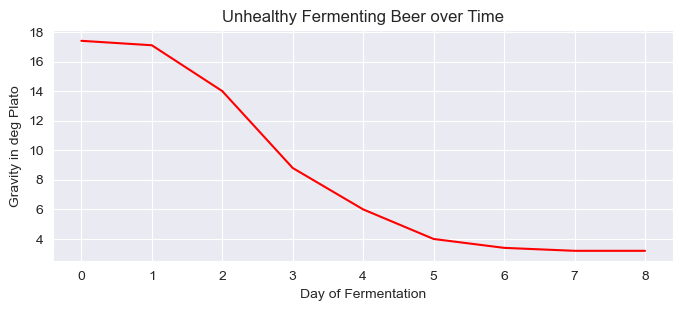 Unhealthy Fermenting Beer over Time
18
16
14
12
10
8
6
4
Gravity in deg Plato
0 1 2 3 4 5 6 7 8
Day of Fermentation